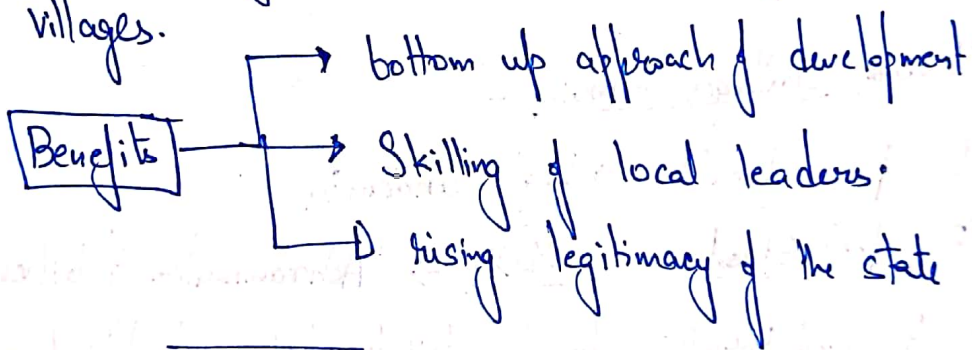 villages.
bottom up approach of development
Benefits
Skilling of local leaders.
rising legitimacy of the state